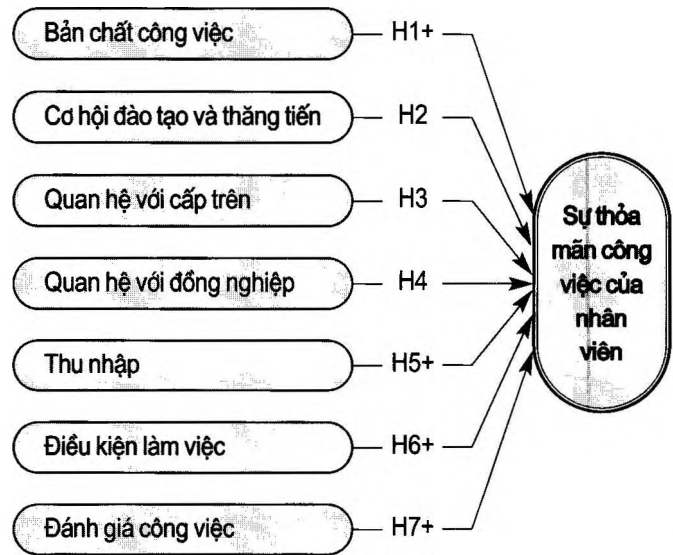 Bản chất công việc H1+
Cơ hội đào tạo và thăng tiến H2
Quan hệ với cấp trên H3
Quan hệ với đồng nghiệp H4
Thu nhập H5+
Điều kiện làm việc H6+
Đánh giá công việc H7+
Sự thỏa
mãn công
việc của
nhân
viên